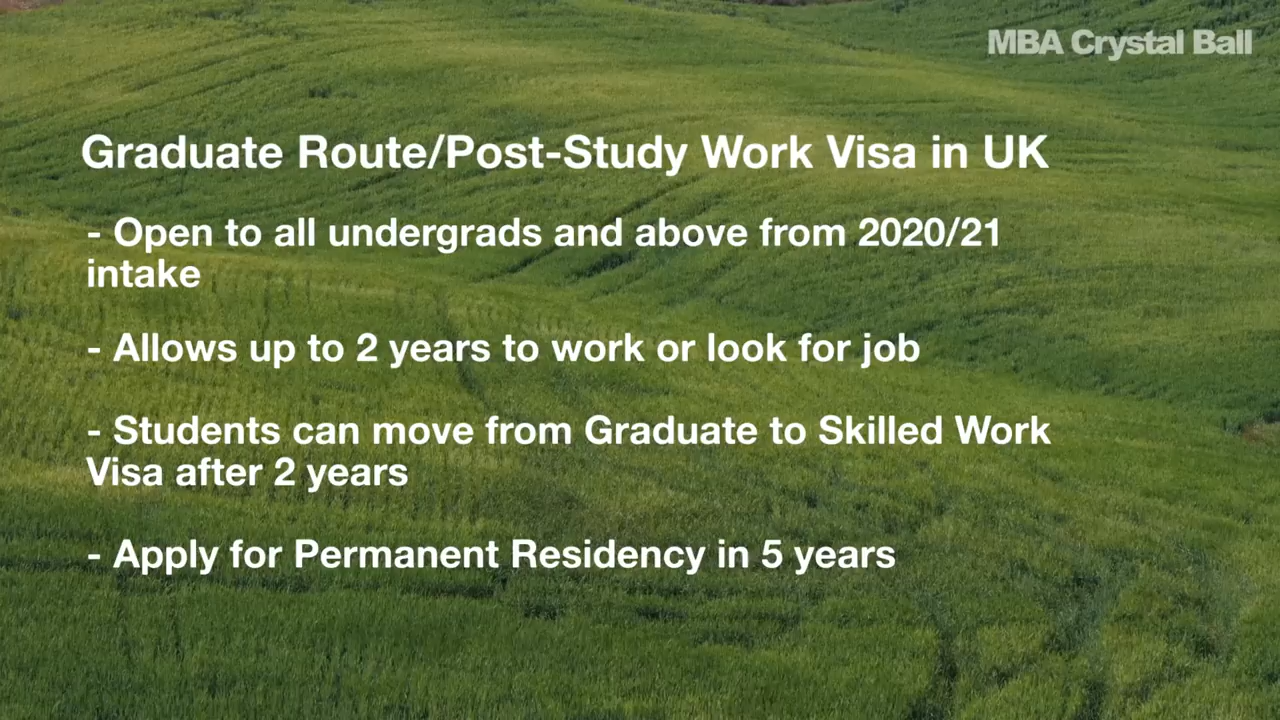 MBA Crystal Ball
Graduate Route/Post-Study Work Visa in UK
- Open to all undergrads and above from 2020/21
intake
- Allows up to 2 years to work or look for job
- Students can move from Graduate to Skilled Work
Visa after 2 years
- Apply for Permanent Residency in 5 years